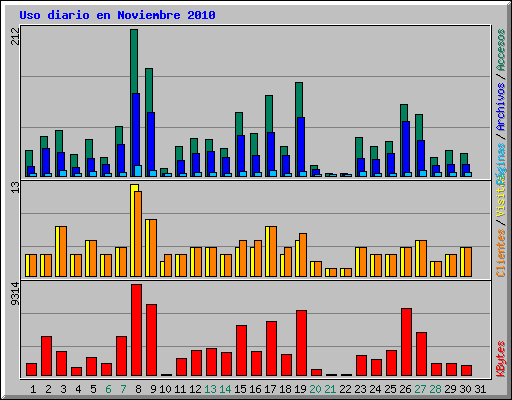 Uso diario en Noviembre 2010
212
13
9314
Clientes / Visitas
KBytes / Páginas / Archivos / Accesos
1 2 3 4 5 6 7 8 9 10 11 12 13 14 15 16 17 18 19 20 21 22 23 24 25 26 27 28 29 30 31